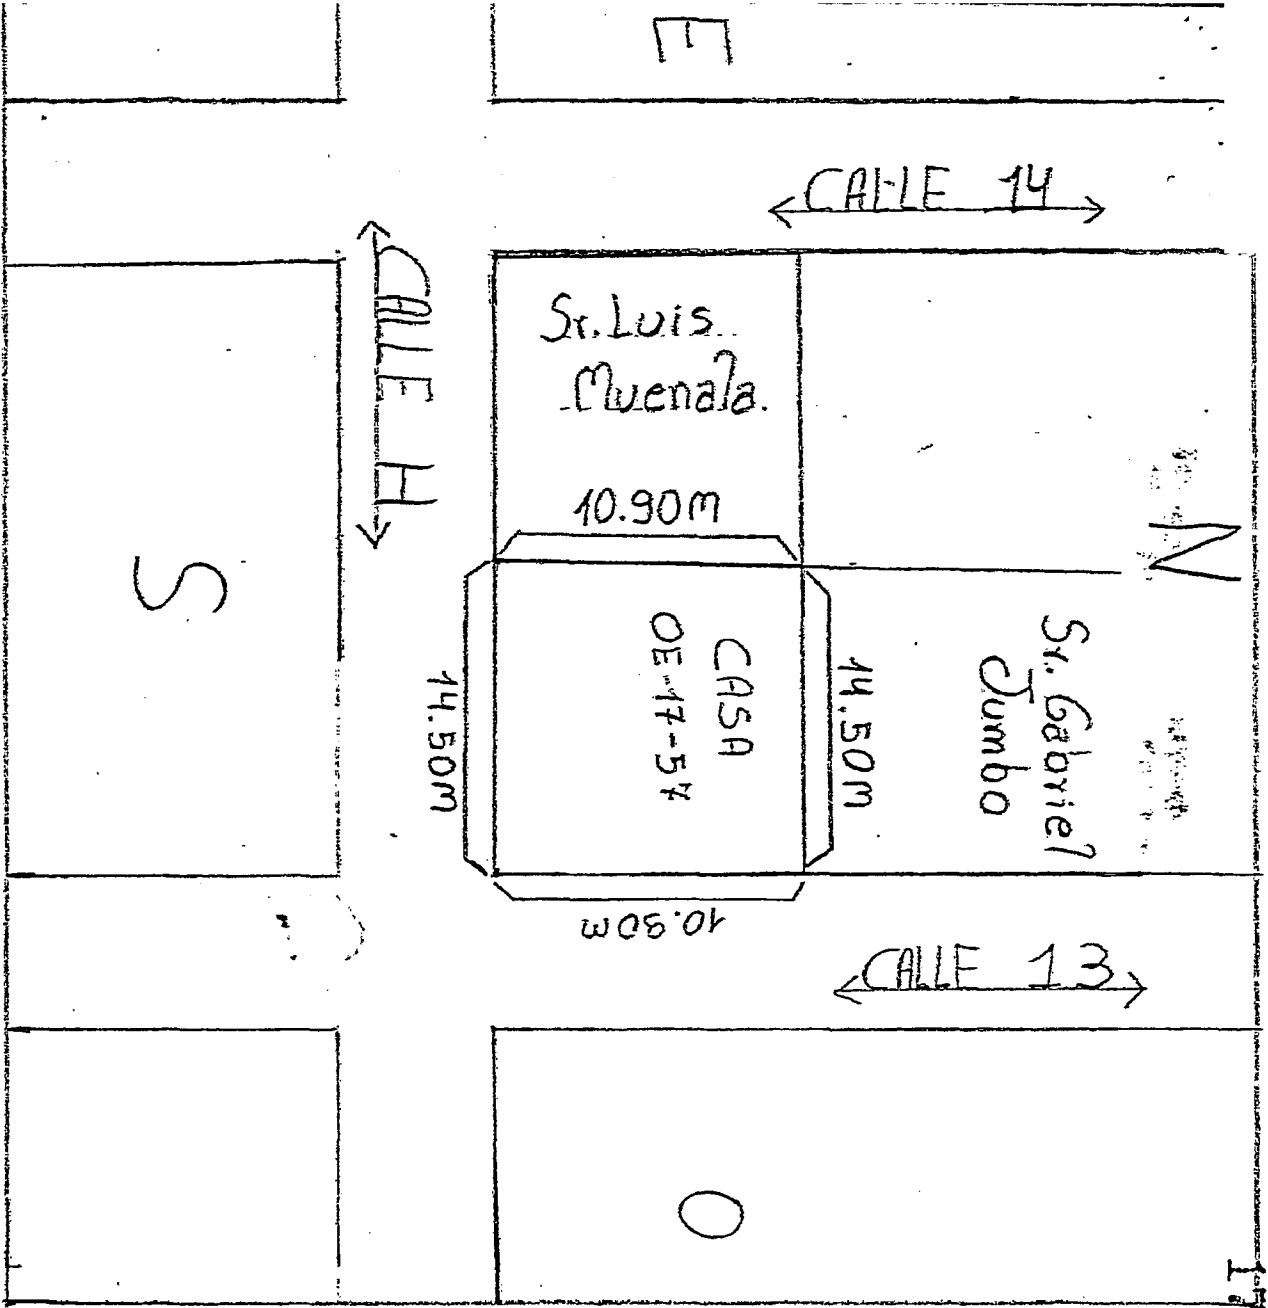 E
CALLE 14
CALLE H
Sr. Luis
Muenala.
10.90m
N
S
CASA
OE-17-57
14.50m
14.50m
Sr. Gabriel
Jumbo
10.90m
CALLE 13
O